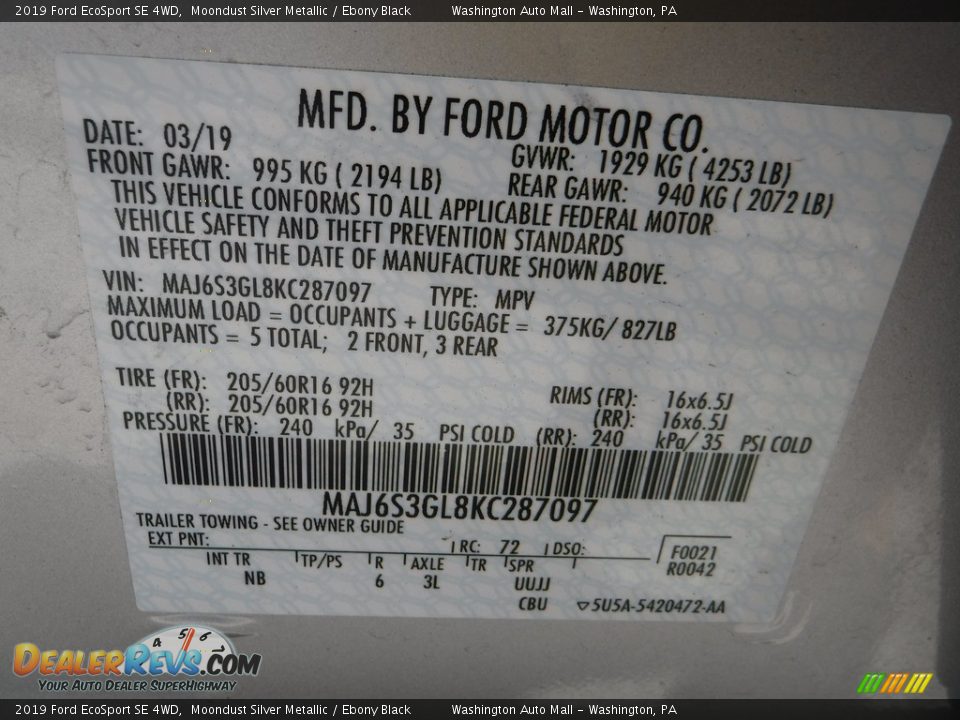 2019 Ford EcoSport SE 4WD,  Moondust Silver Metallic / Ebony Black    Washington Auto Mall - Washington, PA
MFD. BY FORD MOTOR CO.
DATE: 03/19    GVWR: 1929 KG ( 4253 LB)
FRONT GAWR: 995 KG ( 2194 LB)    REAR GAWR: 940 KG ( 2072 LB)
THIS VEHICLE CONFORMS TO ALL APPLICABLE FEDERAL MOTOR
VEHICLE SAFETY AND THEFT PREVENTION STANDARDS
IN EFFECT ON THE DATE OF MANUFACTURE SHOWN ABOVE.
VIN: MAJ6S3GL8KC287097    TYPE: MPV
MAXIMUM LOAD = OCCUPANTS + LUGGAGE = 375KG/ 827LB
OCCUPANTS = 5 TOTAL; 2 FRONT, 3 REAR
TIRE (FR): 205/60R16 92H    RIMS (FR): 16x6.5J
(RR): 205/60R16 92H    (RR): 16x6.5J
PRESSURE (FR): 240 kPa/ 35 PSI COLD (RR): 240 kPa/ 35 PSI COLD
MAJ6S3GL8KC287097
TRAILER TOWING - SEE OWNER GUIDE
EXT PNT:    RC: 72    DSO:    F0021
INT TR    TP/PS    R    AXLE    TR    SPR    R0042
NB    6    3L    UUJJ
CBU    ▽5U5A-5420472-AA
4 5 6
DEALERREVS.COM
YOUR AUTO DEALER SUPERHIGHWAY
2019 Ford EcoSport SE 4WD,  Moondust Silver Metallic / Ebony Black    Washington Auto Mall - Washington, PA